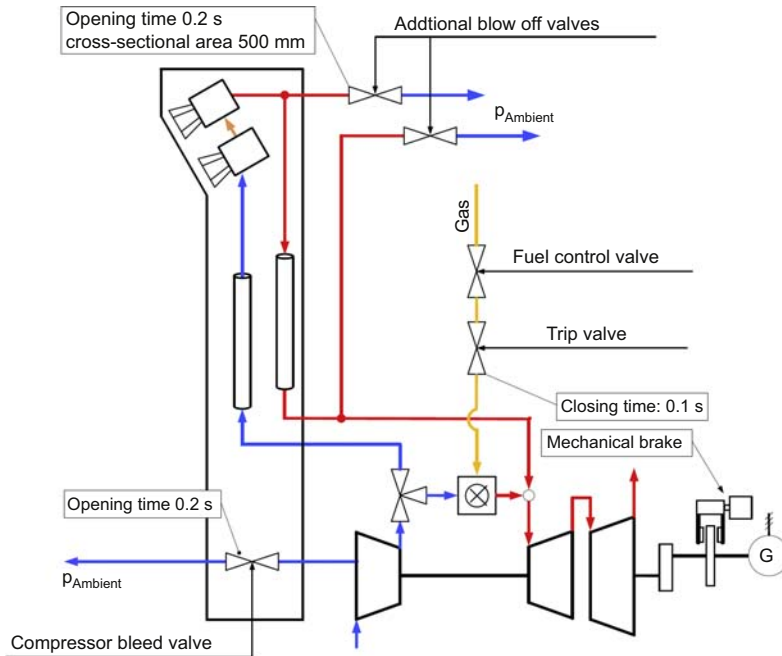 Opening time 0.2 s
cross-sectional area 500 mm
Addtional blow off valves
pAmbient
Gas
Fuel control valve
Trip valve
Closing time: 0.1 s
Mechanical brake
Opening time 0.2 s
G
pAmbient
Compressor bleed valve